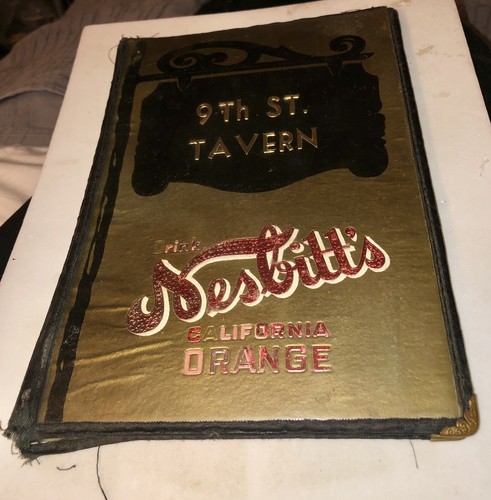 9Th ST.
TAVERN
Drink
Nesbitt's
CALIFORNIA
ORANGE